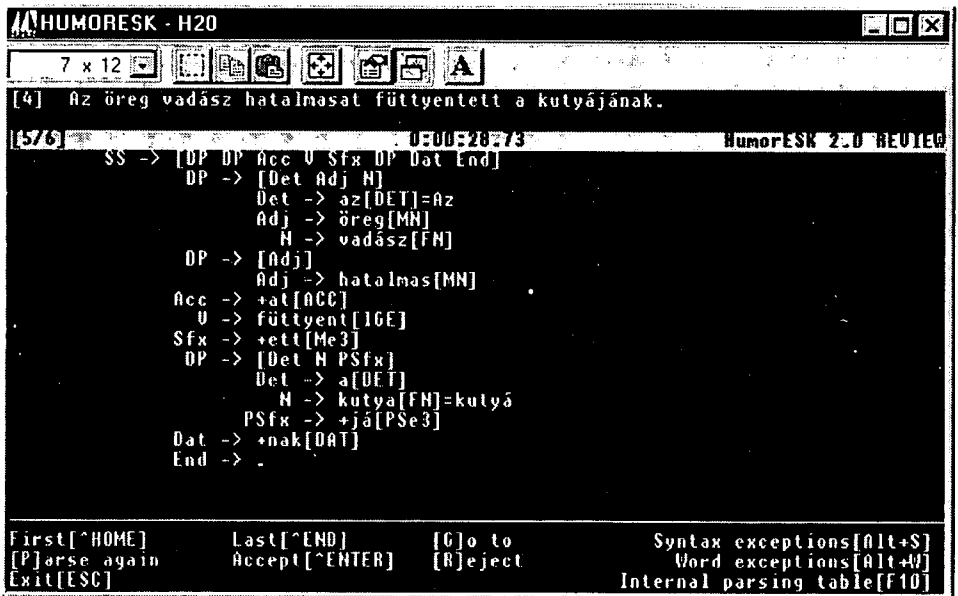 HUMORESK - H20
7 x 12
[4] Az öreg vadász hatalmasat füttyentett a kutyájának.
[5/6] 0:00:28.73 HumorESK 2.0 REVIEW
SS -> [DP DP Acc V Sfx DP Dat End]
DP -> [Det Adj N]
Det -> az[DET]=Az
Adj -> öreg[MN]
N -> vadász[FN]
DP -> [Adj]
Adj -> hatalmas[MN]
Acc -> +at[ACC]
V -> füttyent[IGE]
Sfx -> +ett[Me3]
DP -> [Det N PSfx]
Det -> a[DET]
N -> kutya[FN]=kutyá
PSfx -> +já[PSe3]
Dat -> +nak[DAT]
End -> .
First[^HOME] Last[^END] [G]o to Syntax exceptions[Alt+S]
[P]arse again Accept[^ENTER] [R]eject Word exceptions[Alt+W]
Exit[ESC] Internal parsing table[F10]